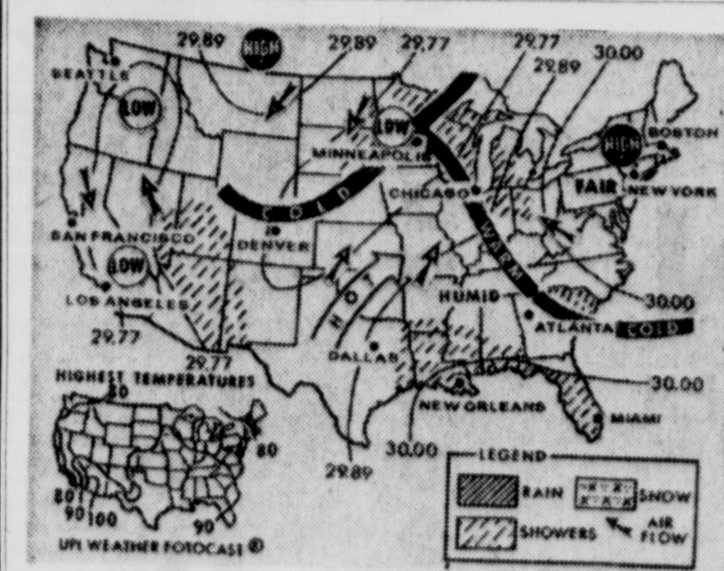 29.89
HIGH
29.89
29.77
29.77
29.89
30.00
SEATTLE
LOW
LOW
MINNEAPOLIS
HIGH
BOSTON
CHICAGO
FAIR
NEW YORK
COLD
SAN FRANCISCO
DENVER
WARM
LOW
LOS ANGELES
HOT
HUMID
30.00
29.77
ATLANTA
COLD
29.77
DALLAS
30.00
NEW ORLEANS
MIAMI
30.00
29.89
HIGHEST TEMPERATURES
80
80
80
90
100
90
UPI WEATHER FOTOCAST ®
LEGEND
RAIN
SNOW
SHOWERS
AIR FLOW